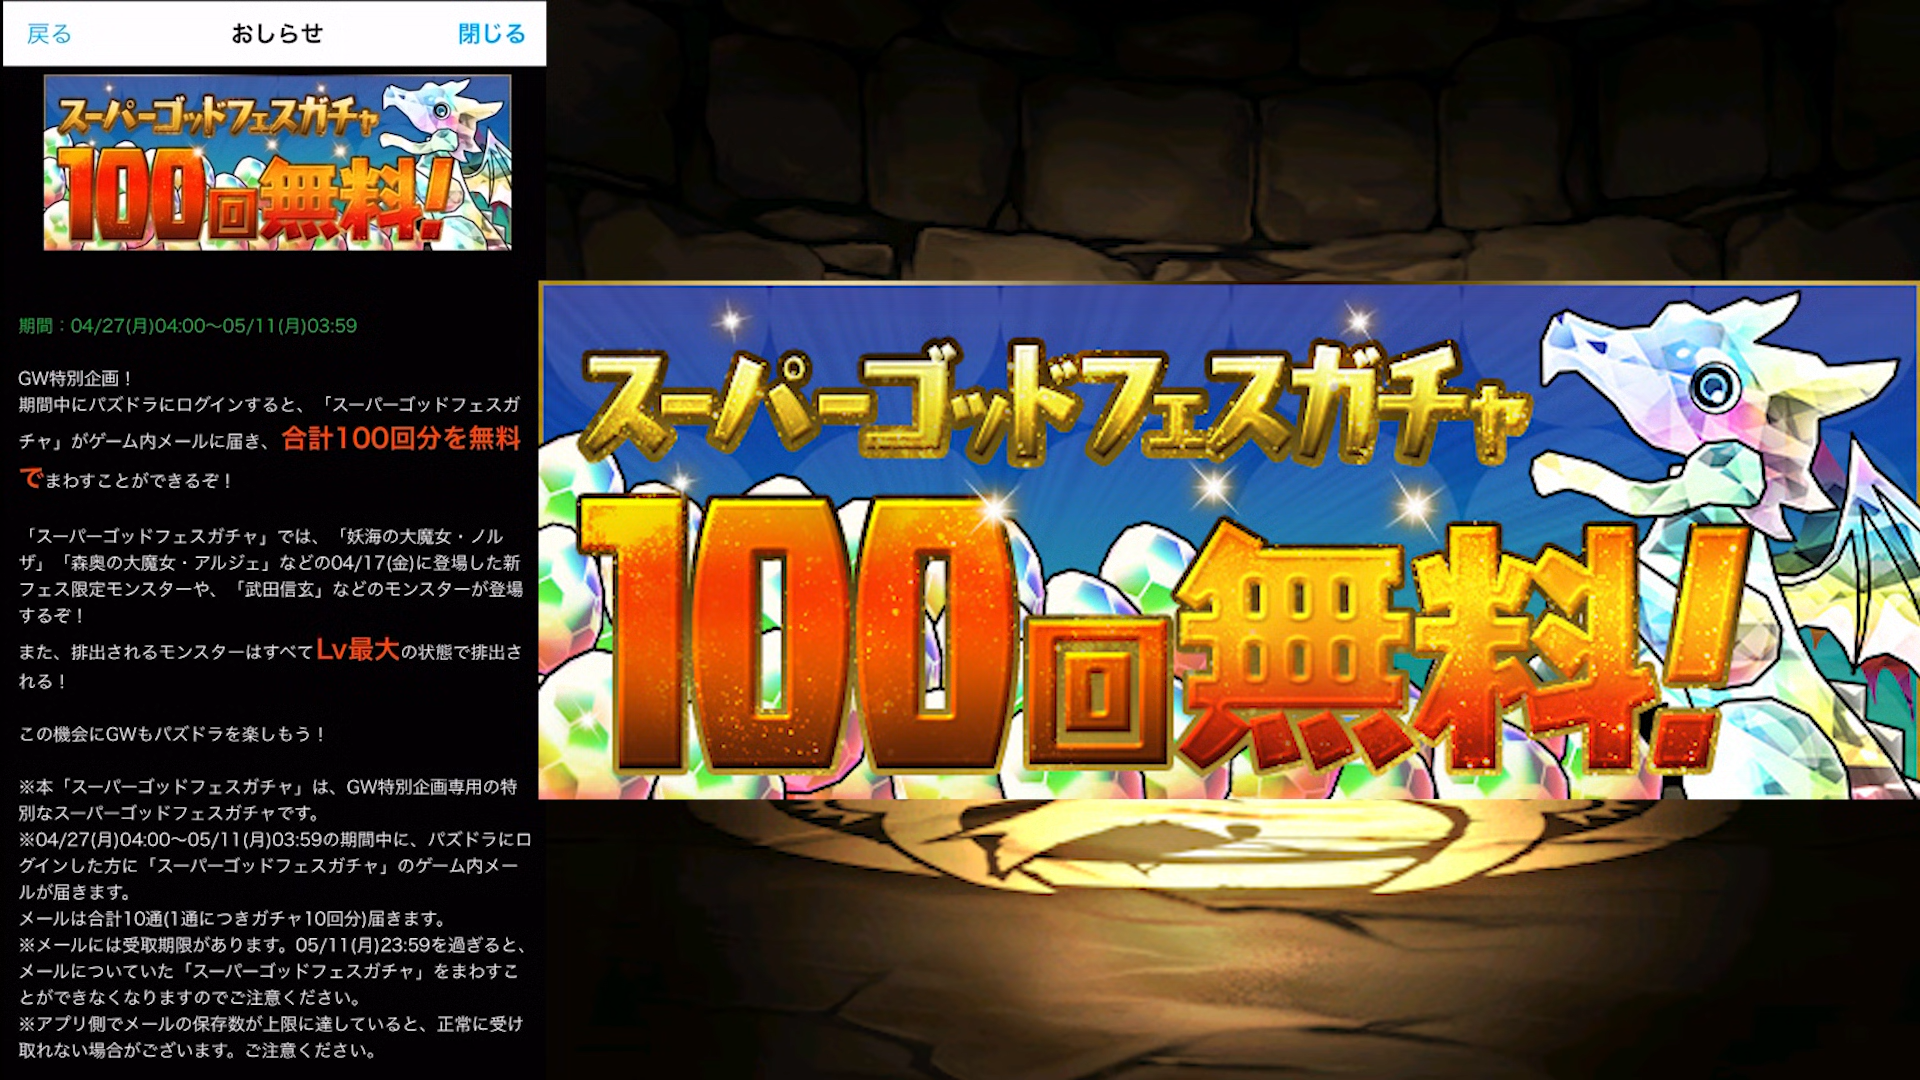 戻る
おしらせ
閉じる
スーパーゴッドフェスガチャ
100回無料!
期間：04/27(月)04:00〜05/11(月)03:59
GW特別企画！
期間中にパズドラにログインすると、「スーパーゴッドフェスガ
チャ」がゲーム内メールに届き、合計100回分を無料
でまわすことができるぞ！
「スーパーゴッドフェスガチャ」では、「妖海の大魔女・ノル
ザ」「森奥の大魔女・アルジェ」などの04/17(金)に登場した新
フェス限定モンスターや、「武田信玄」などのモンスターが登場
するぞ！
また、排出されるモンスターはすべてLv最大の状態で排出さ
れる！
この機会にGWもパズドラを楽しもう！
※本「スーパーゴッドフェスガチャ」は、GW特別企画専用の特
別なスーパーゴッドフェスガチャです。
※04/27(月)04:00〜05/11(月)03:59の期間中に、パズドラにロ
グインした方に「スーパーゴッドフェスガチャ」のゲーム内メー
ルが届きます。
メールは合計10通(1通につきガチャ10回分)届きます。
※メールには受取期限があります。05/11(月)23:59を過ぎると、
メールについていた「スーパーゴッドフェスガチャ」をまわすこ
とができなくなりますのでご注意ください。
※アプリ側でメールの保存数が上限に達していると、正常に受け
取れない場合がございます。ご注意ください。
スーパーゴッドフェスガチャ
100回無料!